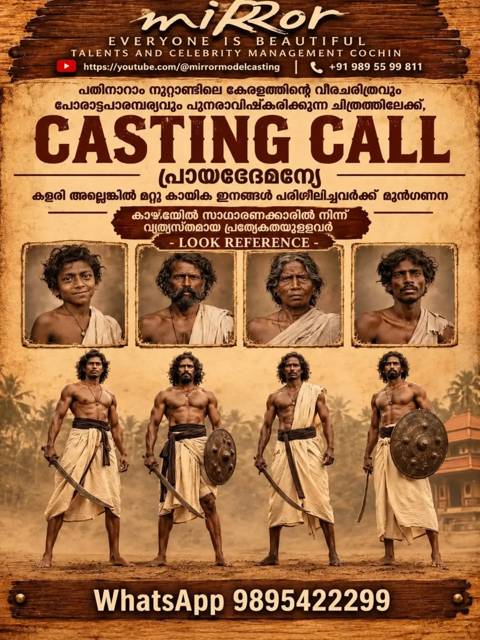 miRRor
EVERYONE IS BEAUTIFUL
TALENTS AND CELEBRITY MANAGEMENT COCHIN
https://youtube.com/@mirrormodelcasting | +91 989 55 99 811
പതിനാറാം നൂറ്റാണ്ടിലെ കേരളത്തിന്റെ വീരചരിത്രവും
പോരാട്ടപാരമ്പര്യവും പുനരാവിഷ്കരിക്കുന്ന ചിത്രത്തിലേക്ക്,
CASTING CALL
പ്രായഭേദമന്യേ
കളരി അല്ലെങ്കിൽ മറ്റു കായിക ഇനങ്ങൾ പരിശീലിച്ചവർക്ക് മുൻഗണന
സാധാരണക്കാരിൽ നിന്ന്
വ്യത്യസ്തമായ പ്രത്യേകതയുള്ളവർ
- LOOK REFERENCE -
WhatsApp 9895422299